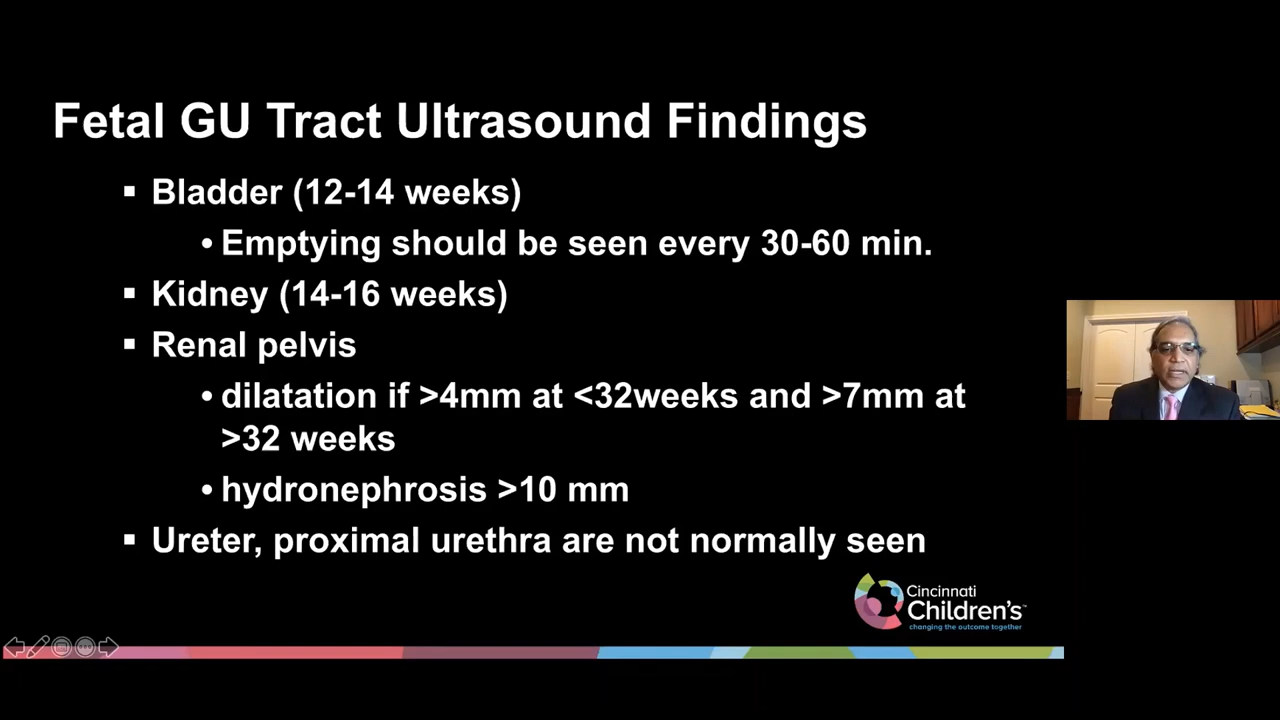 Fetal GU Tract Ultrasound Findings
▪ Bladder (12-14 weeks)
• Emptying should be seen every 30-60 min.
▪ Kidney (14-16 weeks)
▪ Renal pelvis
• dilatation if >4mm at <32weeks and >7mm at
>32 weeks
• hydronephrosis >10 mm
▪ Ureter, proximal urethra are not normally seen
Cincinnati
Children's™
changing the outcome together